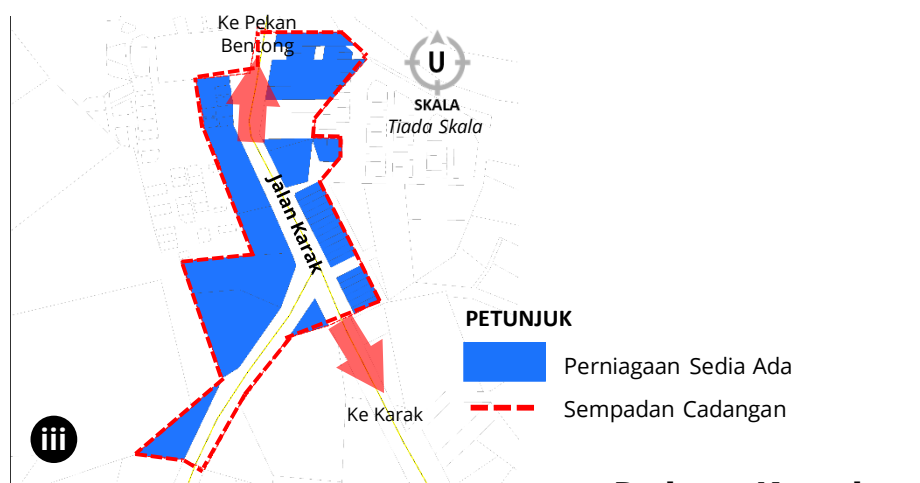 Ke Pekan
Bentong
U
SKALA
Tiada Skala
Jalan Karak
PETUNJUK
Perniagaan Sedia Ada
Sempadan Cadangan
Ke Karak
iii